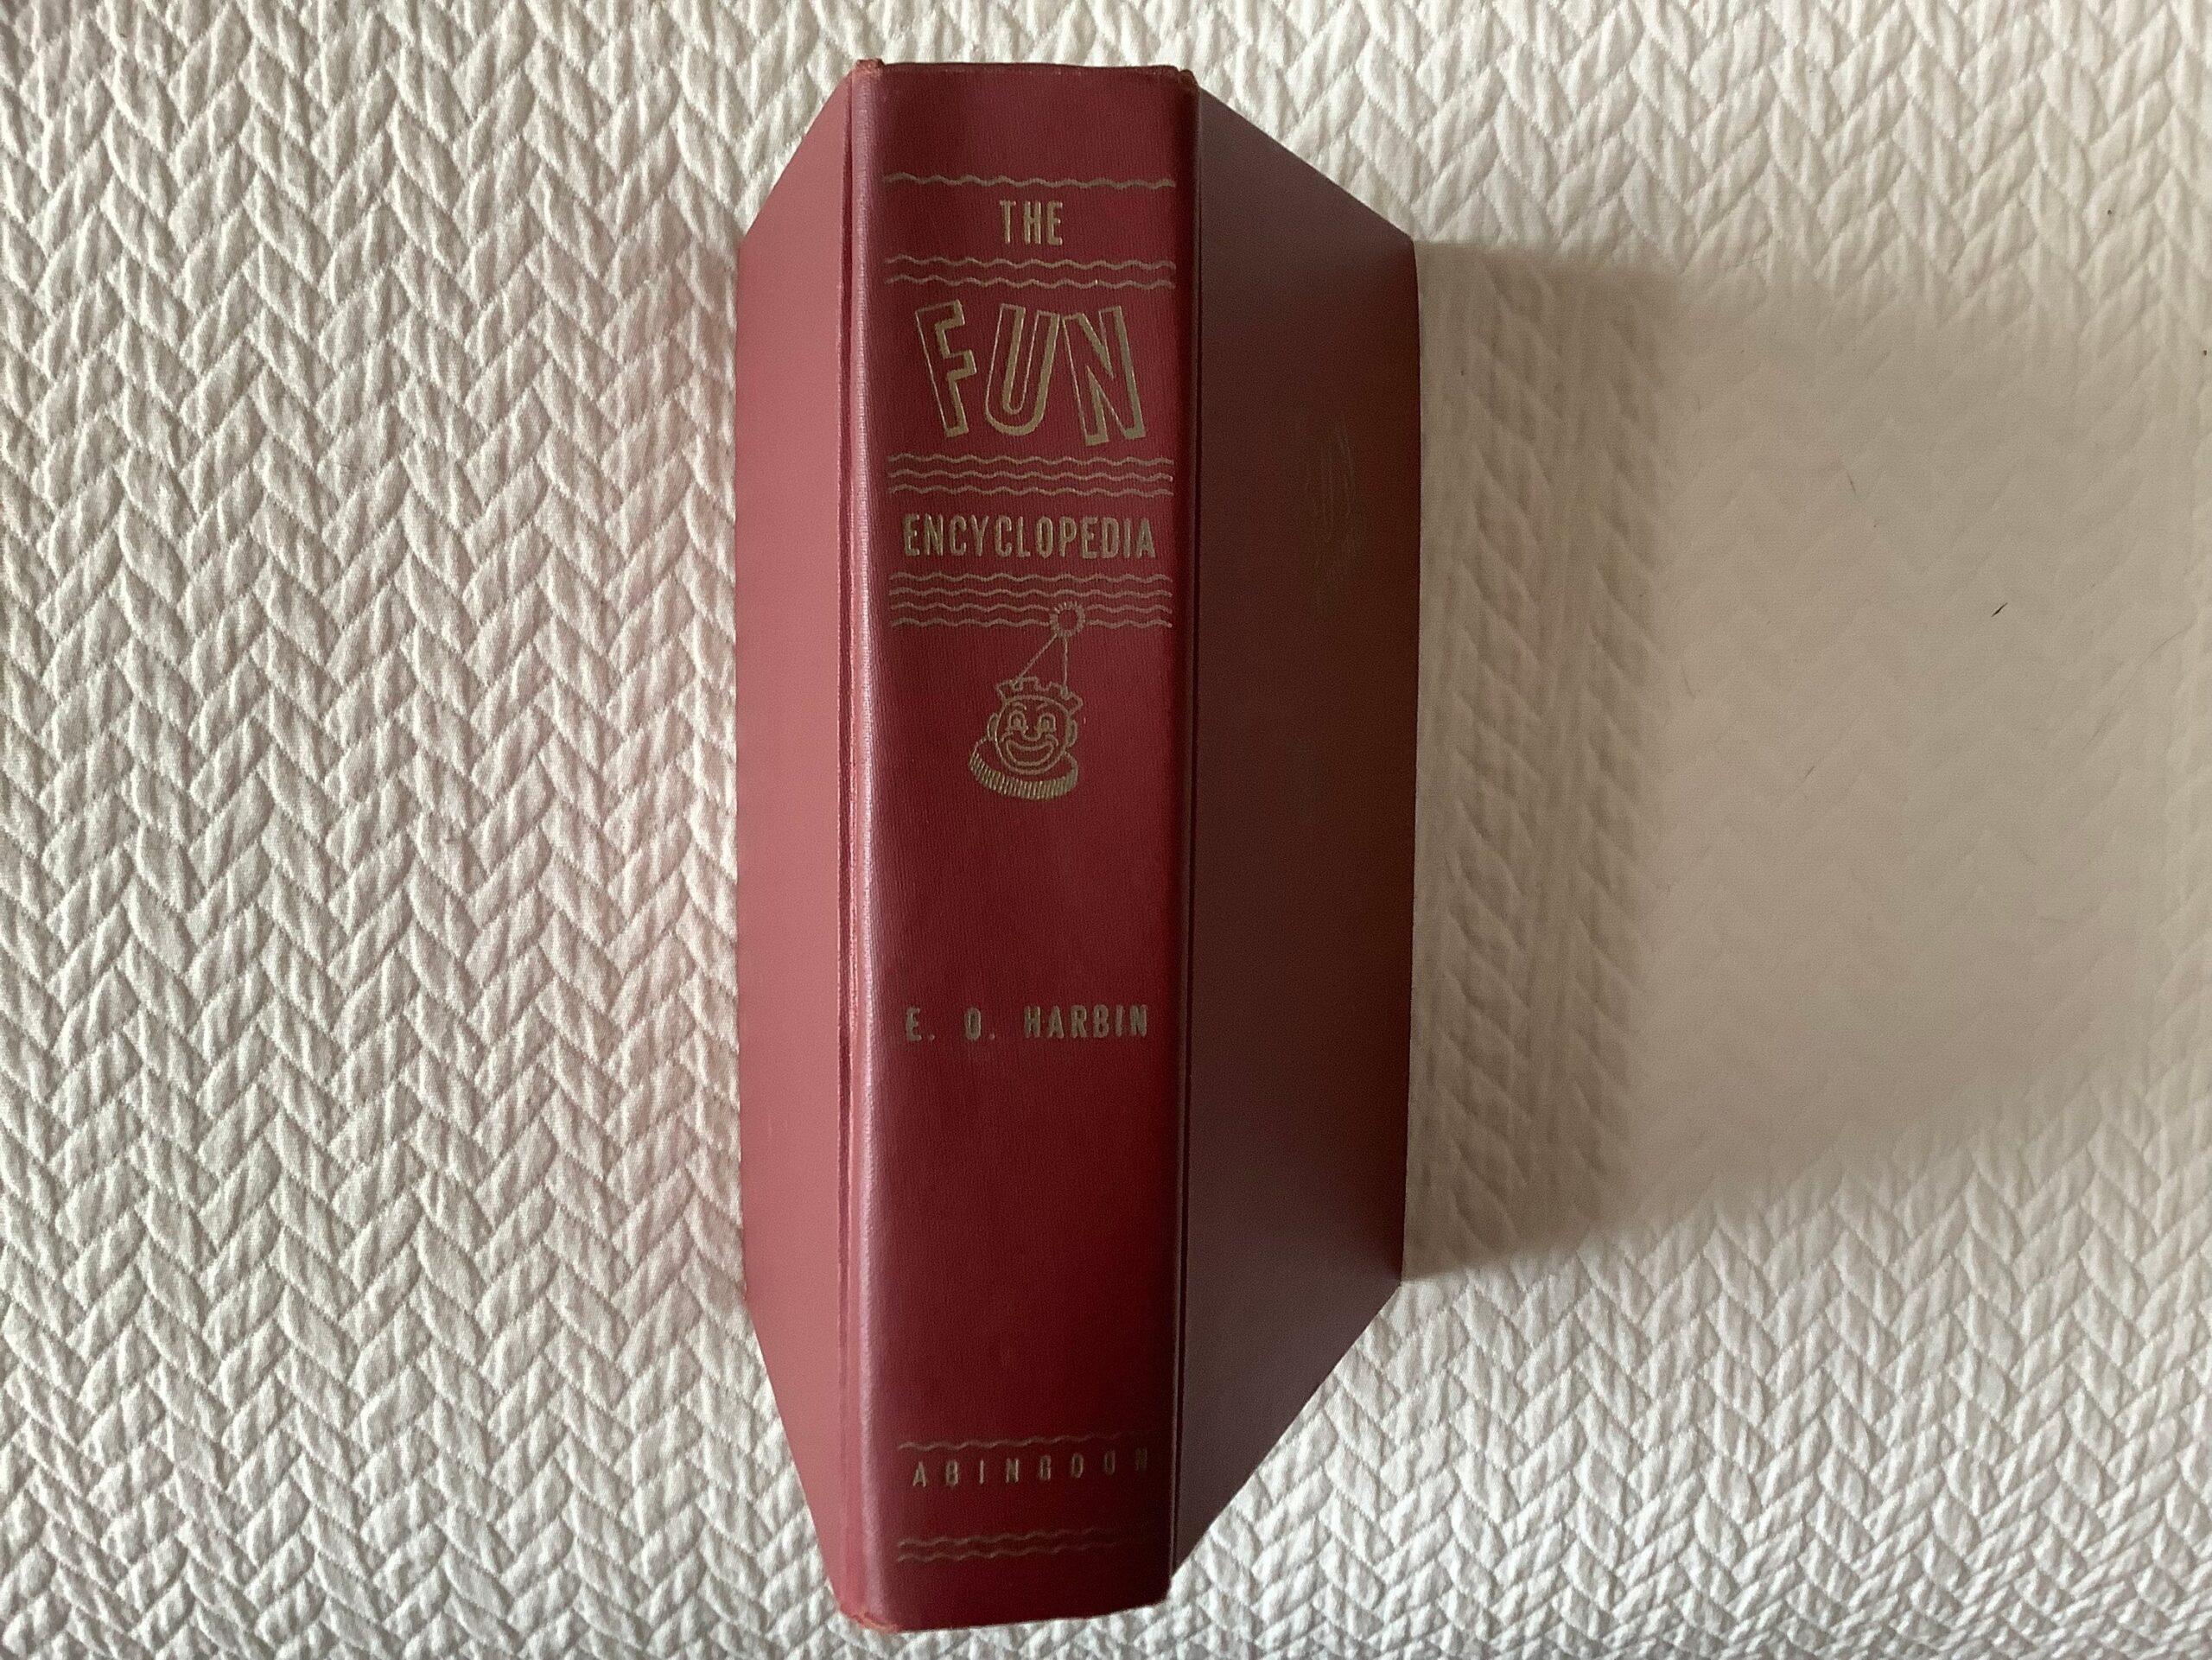 THE
FUN
ENCYCLOPEDIA
E. O. HARBIN
ABINGDON